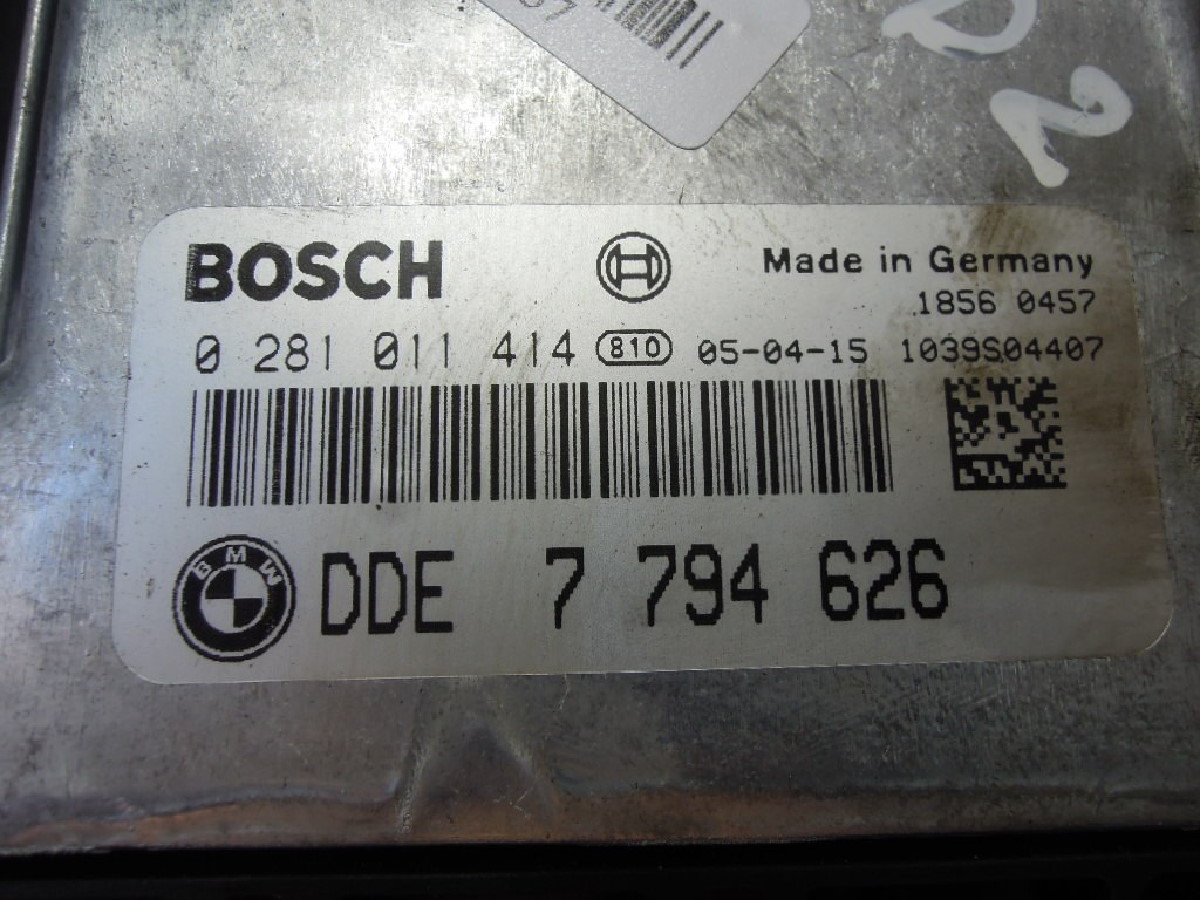 D2
BOSCH
Made in Germany
1856 0457
0 281 011 414 810 05-04-15 1039S04407
BMW
DDE 7 794 626